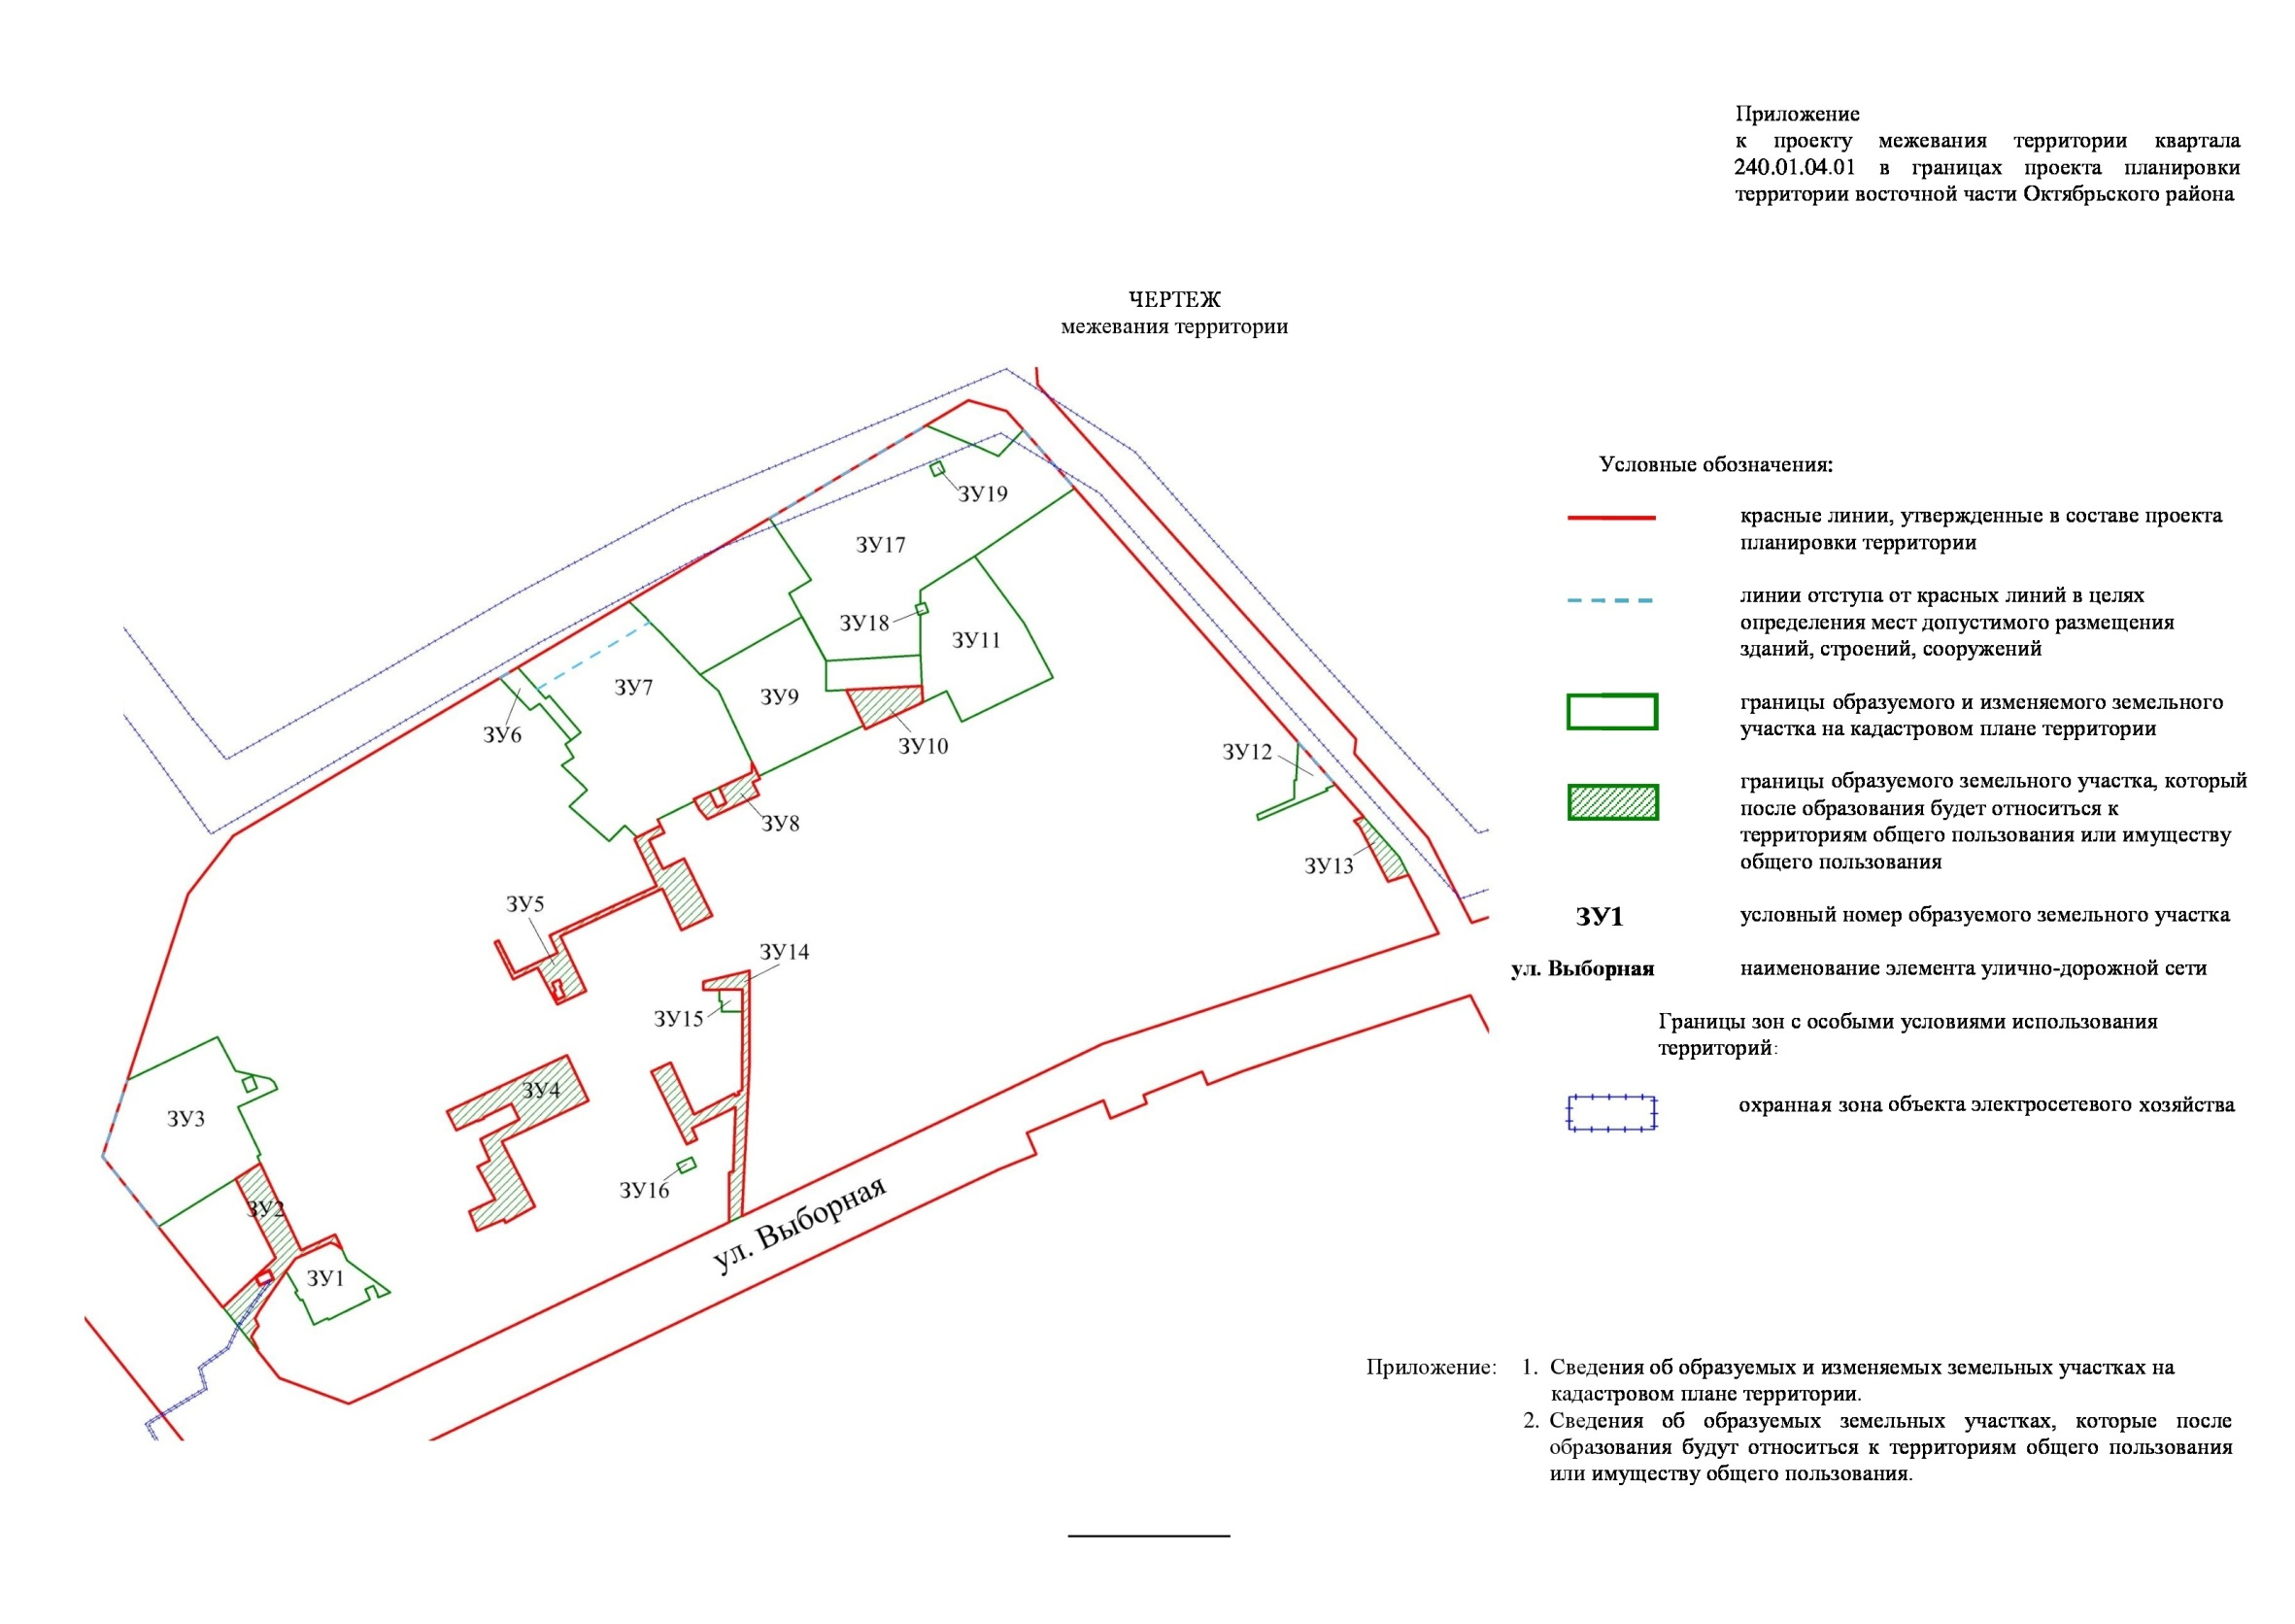 Приложение
к проекту межевания территории квартала
240.01.04.01 в границах проекта планировки
территории восточной части Октябрьского района
ЧЕРТЕЖ
межевания территории
ЗУ19
ЗУ17
ЗУ18
ЗУ11
ЗУ7
ЗУ9
ЗУ6
ЗУ10
ЗУ12
ЗУ8
ЗУ13
ЗУ5
ЗУ14
ЗУ15
ЗУ4
ЗУ3
ЗУ16
ЗУ2
ЗУ1
ул. Выборная
Условные обозначения:
красные линии, утвержденные в составе проекта
планировки территории
линии отступа от красных линий в целях
определения мест допустимого размещения
зданий, строений, сооружений
границы образуемого и изменяемого земельного
участка на кадастровом плане территории
границы образуемого земельного участка, который
после образования будет относиться к
территориям общего пользования или имуществу
общего пользования
ЗУ1 условный номер образуемого земельного участка
ул. Выборная наименование элемента улично-дорожной сети
Границы зон с особыми условиями использования
территорий:
охранная зона объекта электросетевого хозяйства
Приложение: 1. Сведения об образуемых и изменяемых земельных участках на
кадастровом плане территории.
2. Сведения об образуемых земельных участках, которые после
образования будут относиться к территориям общего пользования
или имуществу общего пользования.